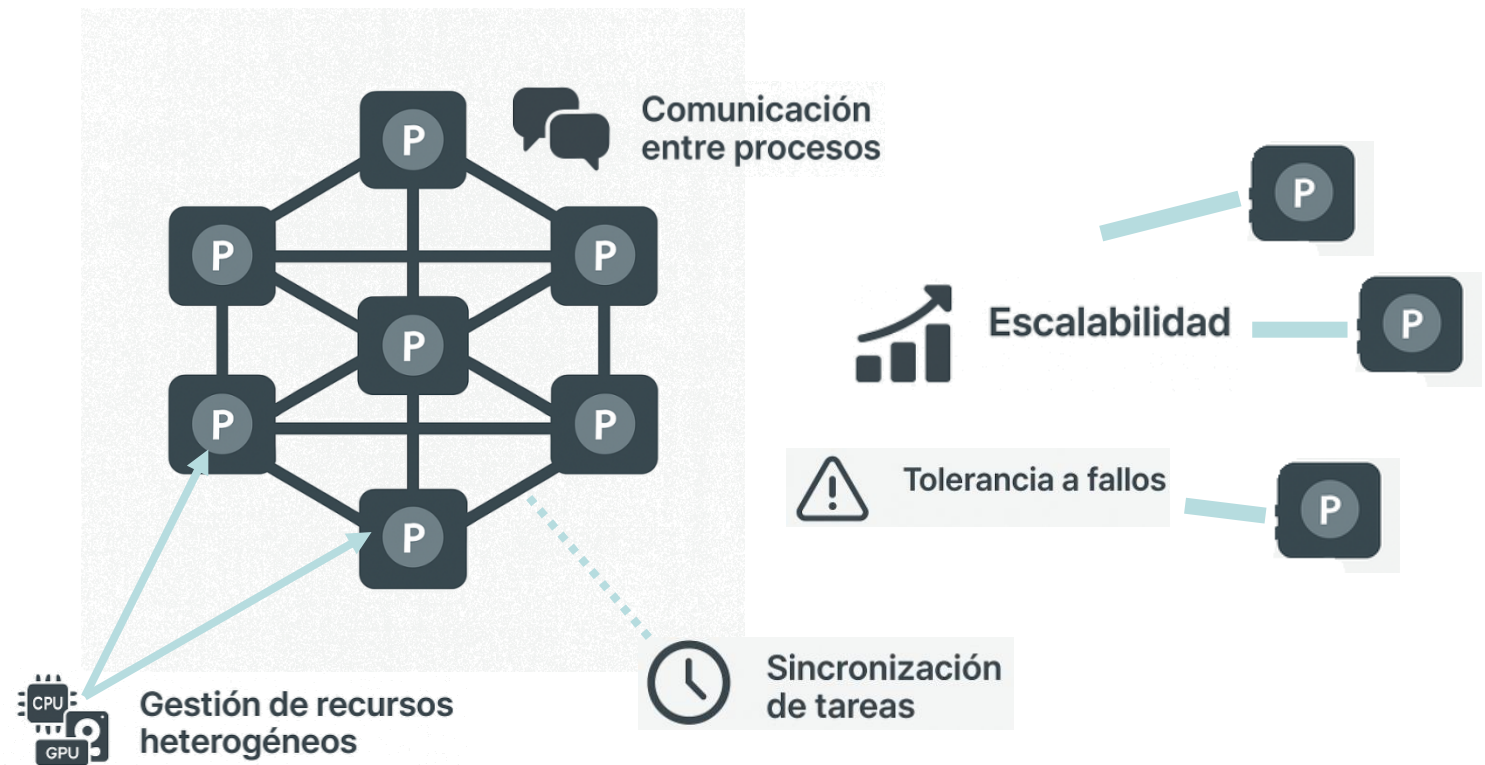 P
Comunicación
entre procesos
P
P
P
P
Escalabilidad
P
P
P
P
Tolerancia a fallos
P
P
Sincronización
de tareas
CPU
GPU
Gestión de recursos
heterogéneos